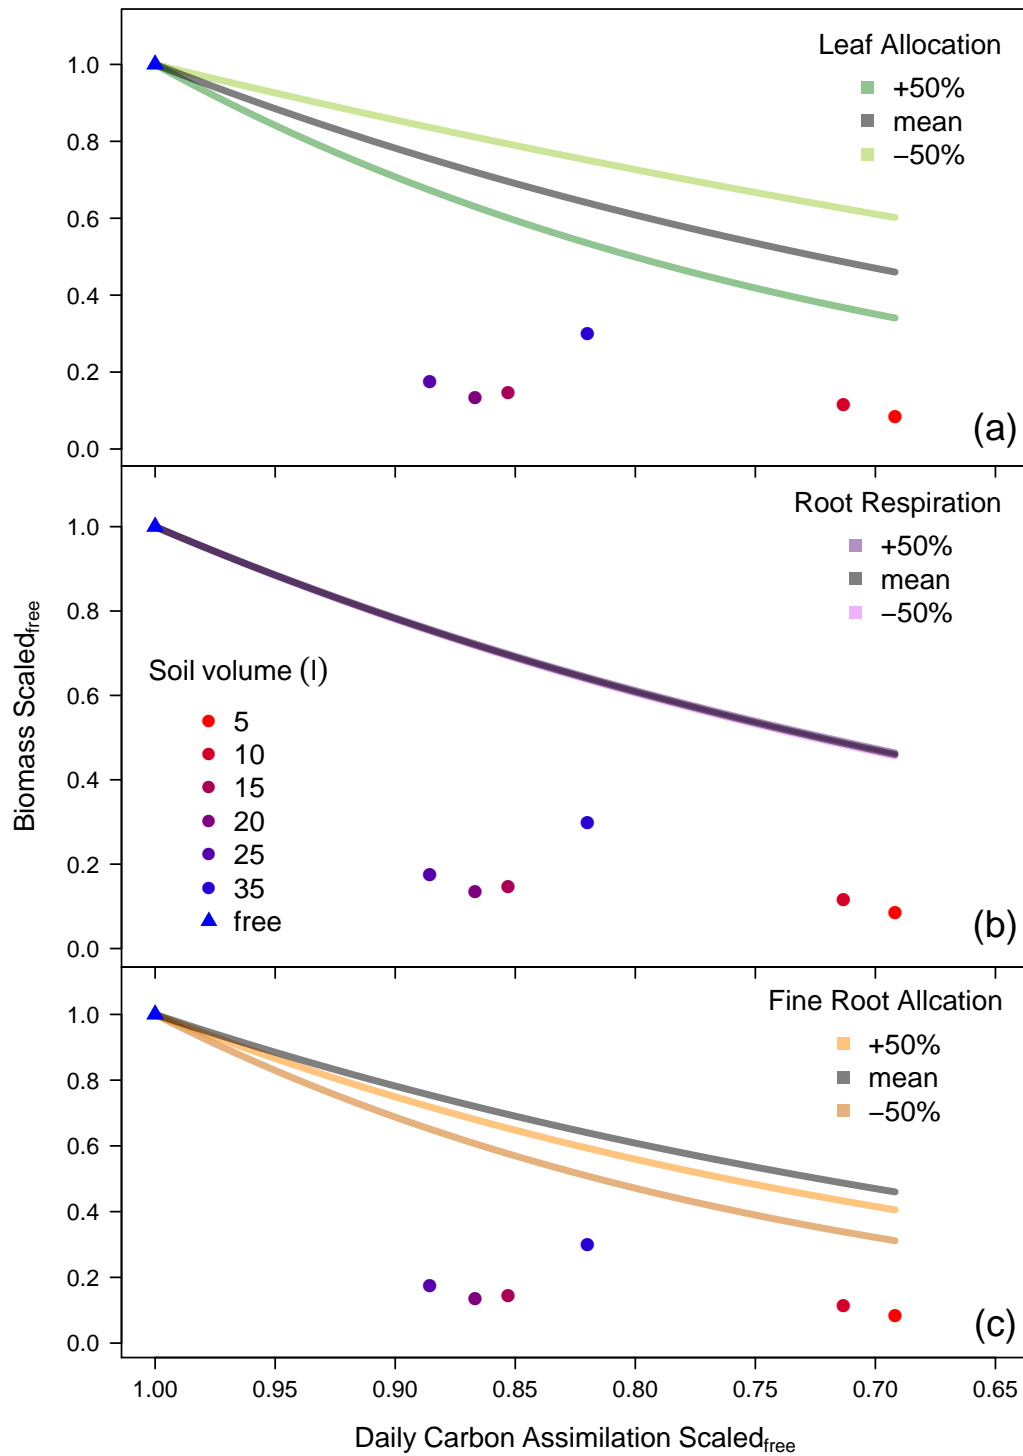 Leaf Allocation
+50%
mean
−50%
1.0
0.8
0.6
0.4
0.2
0.0
(a)
Root Respiration
+50%
mean
−50%
1.0
0.8
0.6
0.4
0.2
0.0
Soil volume (l)
5
10
15
20
25
35
free
(b)
Biomass Scaledfree
Fine Root Allcation
+50%
mean
−50%
1.0
0.8
0.6
0.4
0.2
0.0
(c)
1.00 0.95 0.90 0.85 0.80 0.75 0.70 0.65
Daily Carbon Assimilation Scaledfree